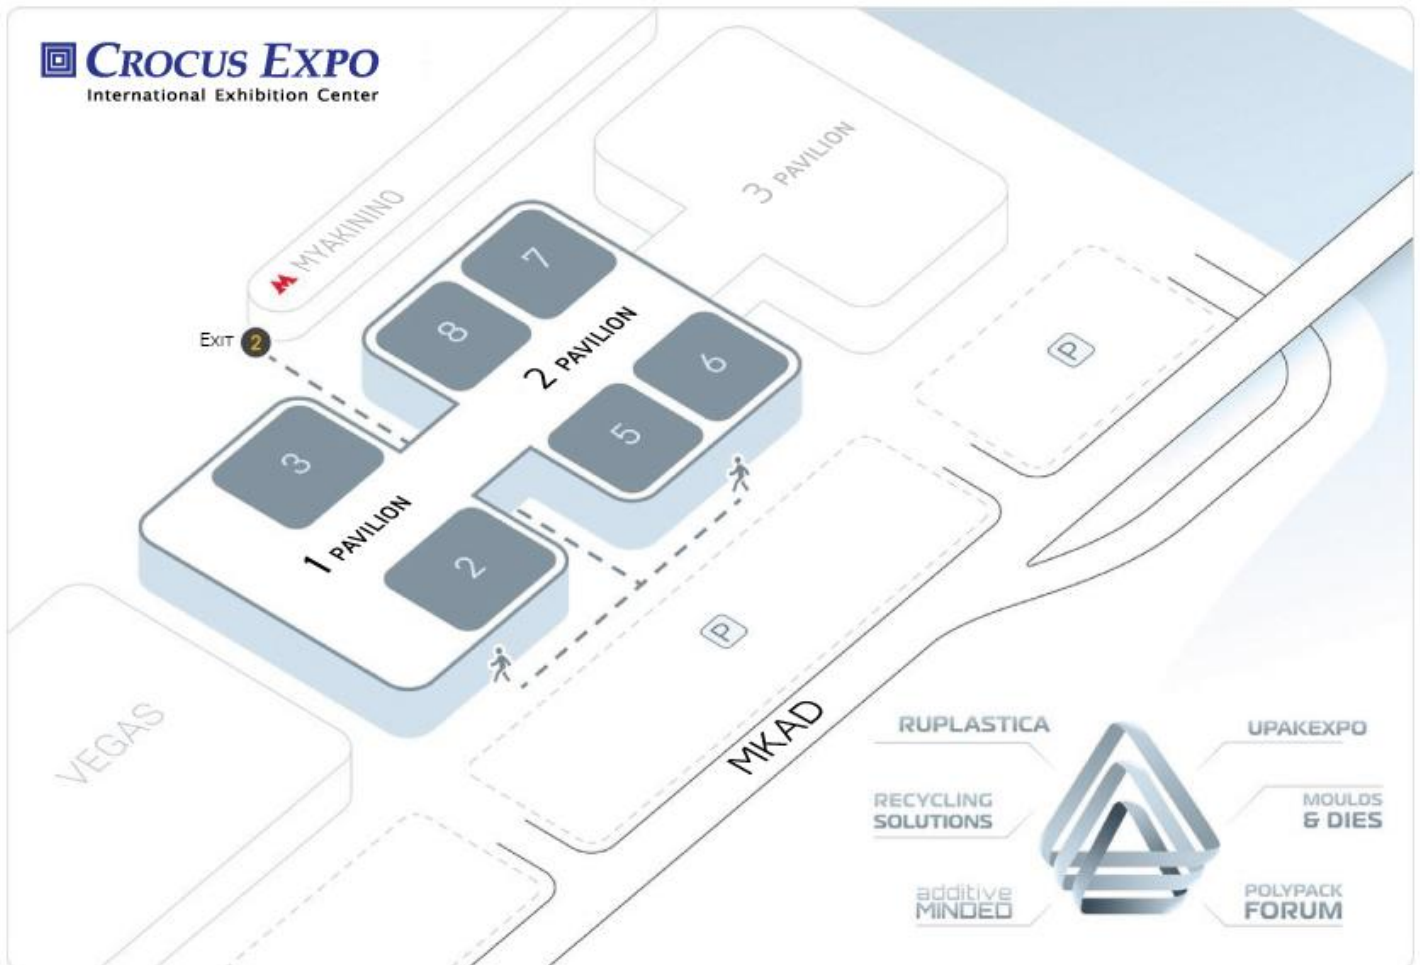 CROCUS EXPO
International Exhibition Center
3 PAVILION
MYAKININO
EXIT 2
7
8
2 PAVILION
6
5
3
1 PAVILION
2
P
P
VEGAS
MKAD
RUPLASTICA
UPAKEXPO
RECYCLING
SOLUTIONS
MOULDS
& DIES
additive
MINDED
POLYPACK
FORUM